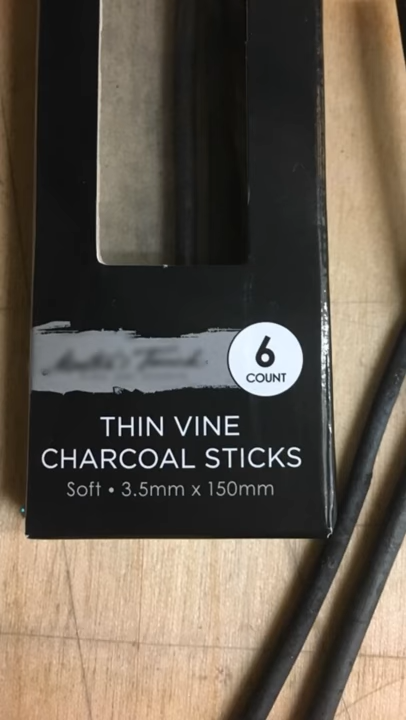 6
COUNT
THIN VINE
CHARCOAL STICKS
Soft • 3.5mm x 150mm